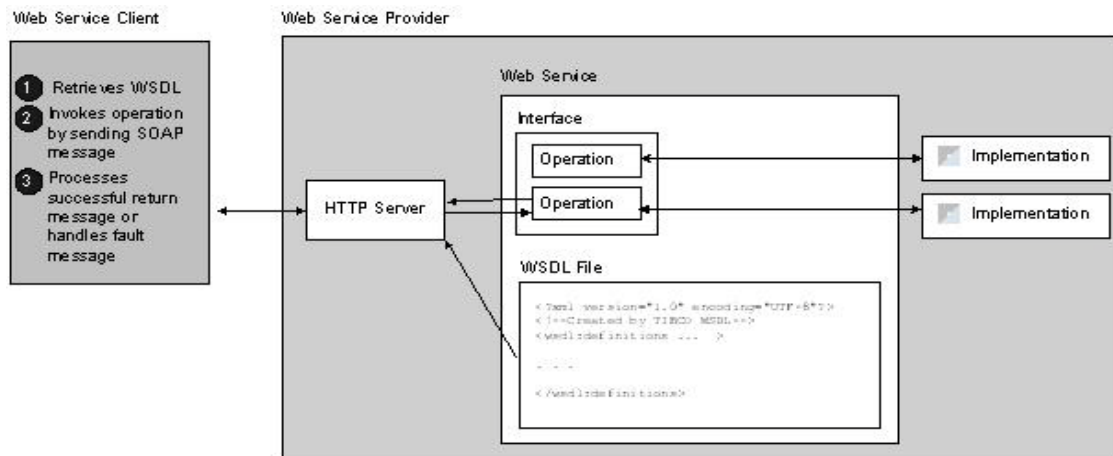 Web Service Client
Web Service Provider
1 Retrieves WSDL
2 Invokes operation
by sending SOAP
message
3 Processes
successful return
message or
handles fault
message
HTTP Server
Web Service
Interface
Operation
Operation
Implementation
Implementation
WSDL File
<?xml version="1.0" encoding="UTF-8"?>
<!--Created by TIBCO WSDL-->
<wsdl:definitions ... >
. . .
</wsdl:definitions>